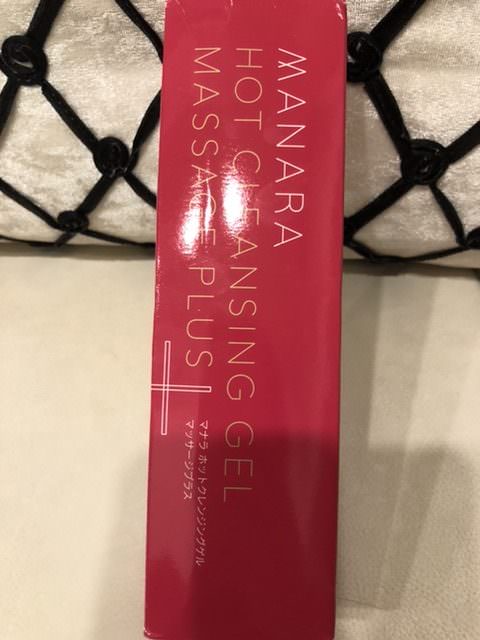 MANARA
HOT CLEANSING GEL
MASSAGE PLUS
マナラ ホットクレンジングゲル
マッサージプラス